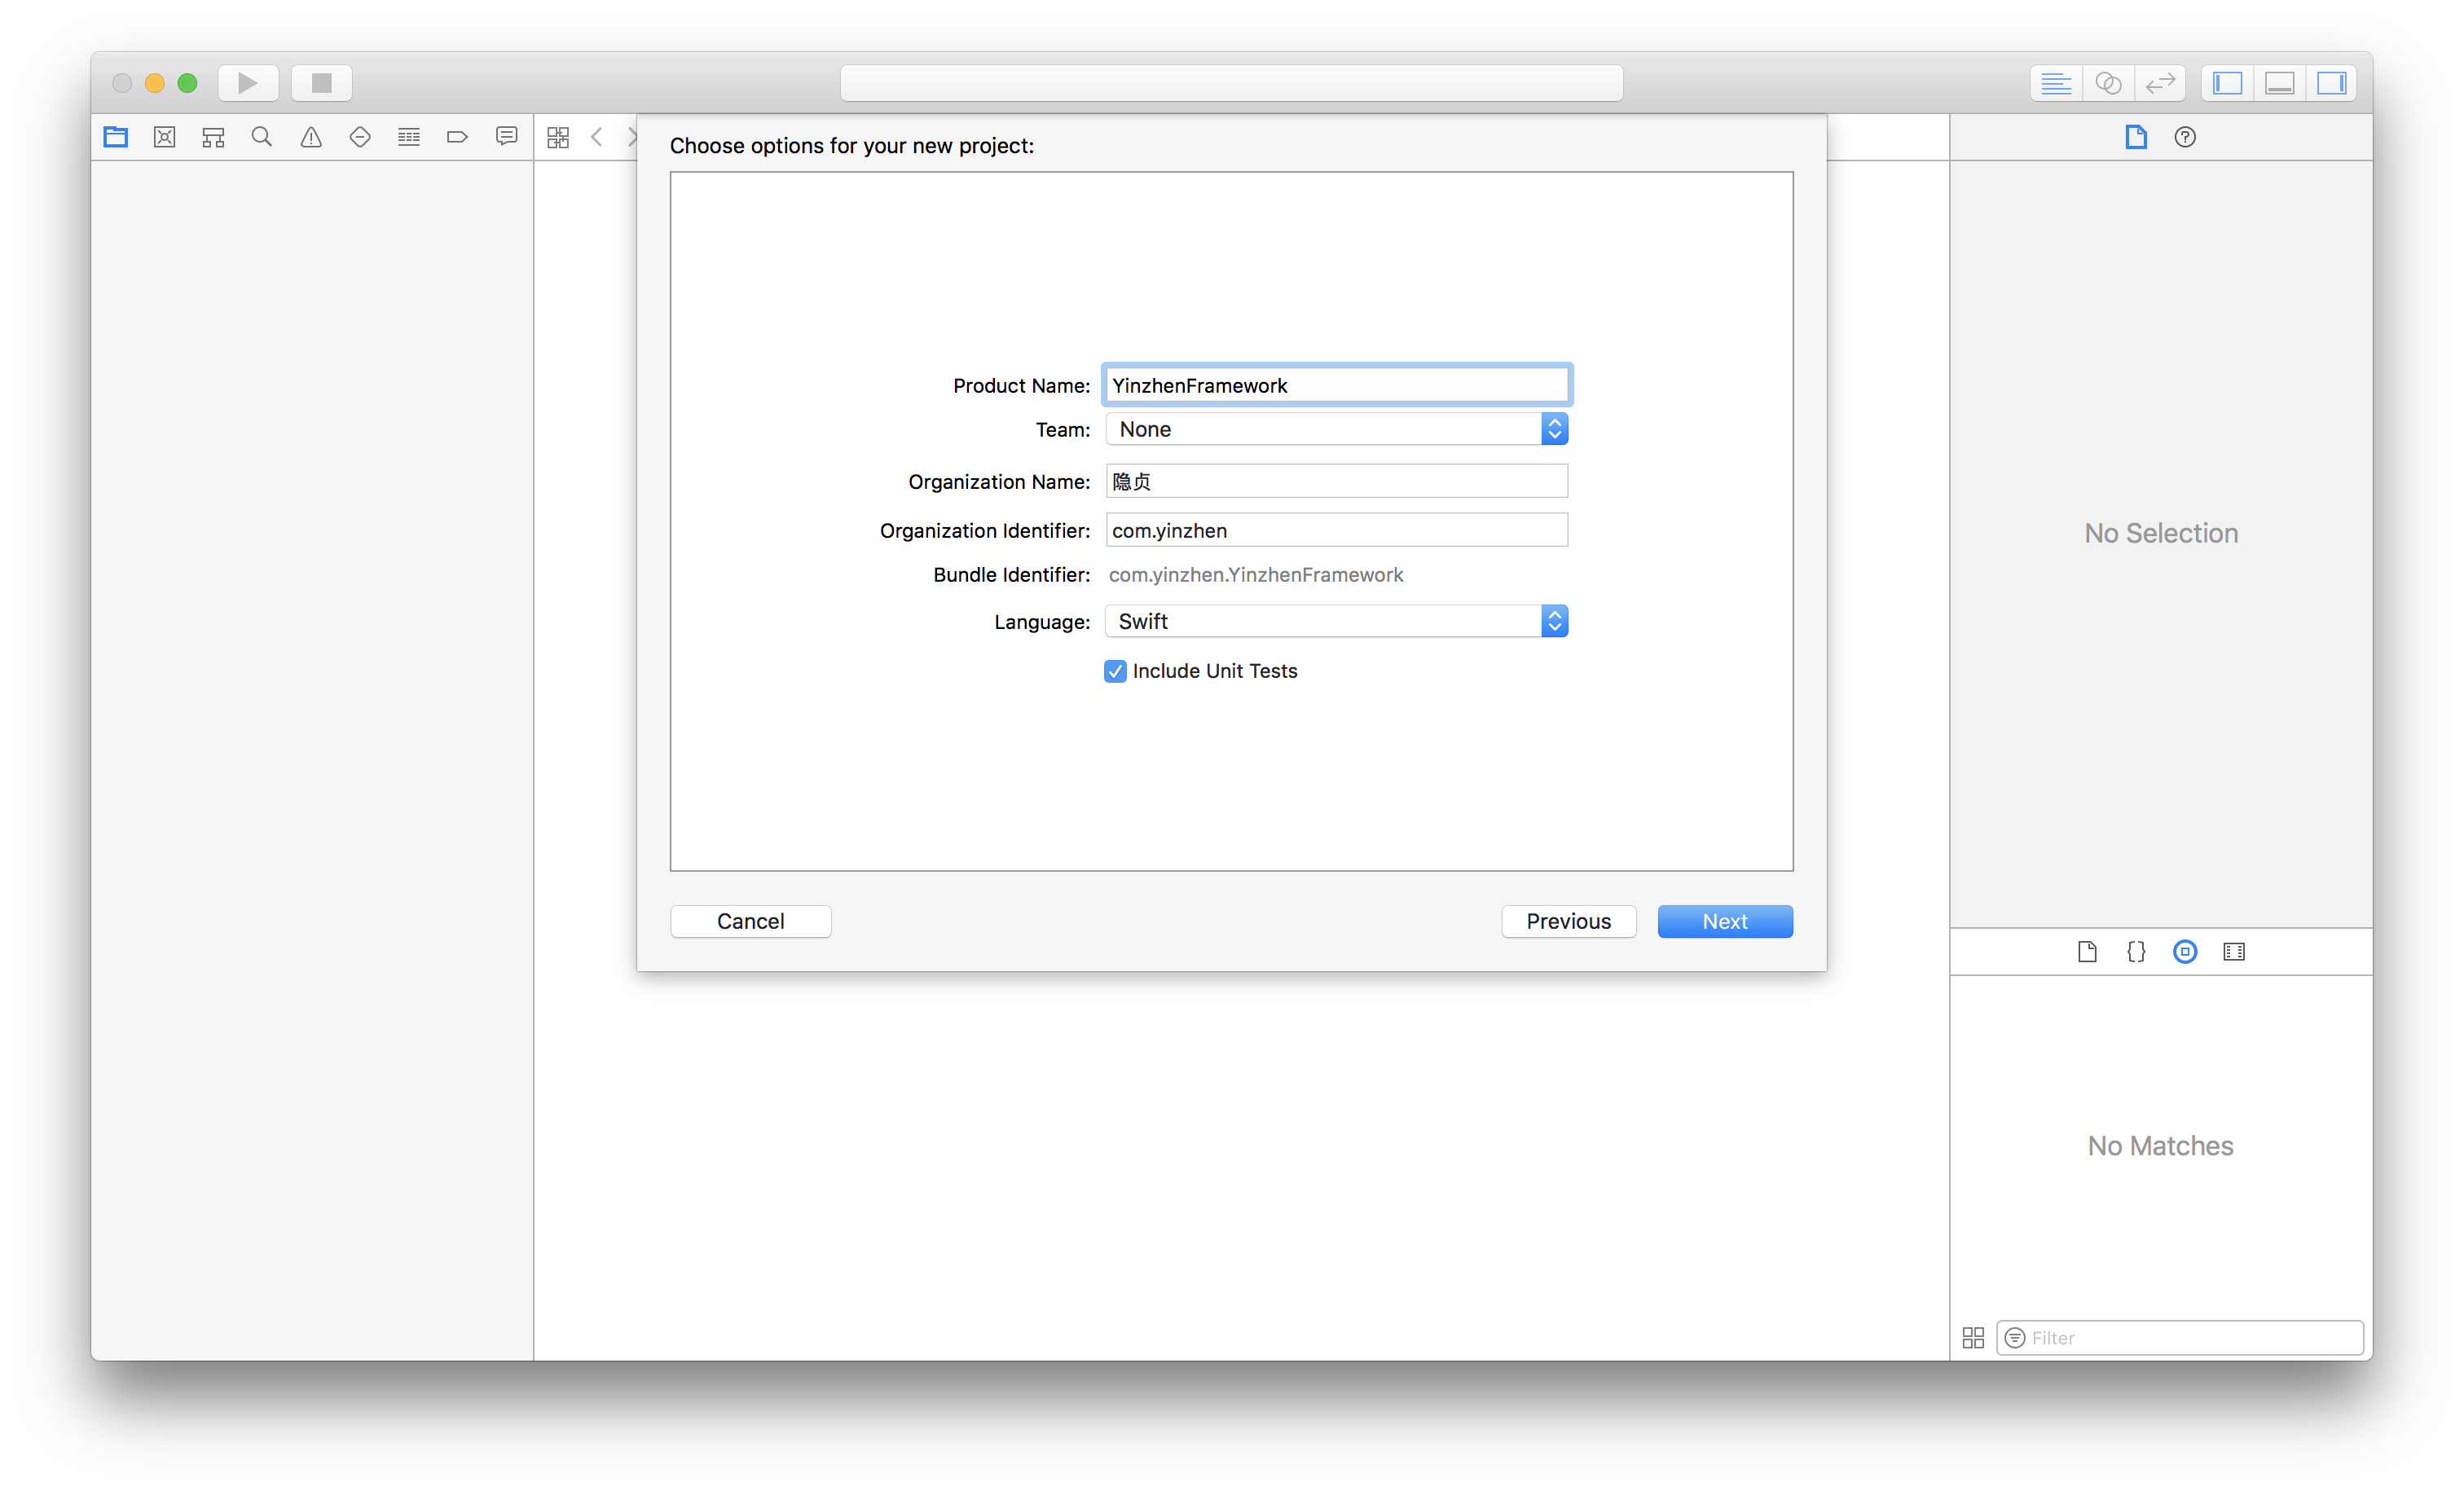 Choose options for your new project:
Product Name: YinzhenFramework
Team: None
Organization Name: 隐贞
Organization Identifier: com.yinzhen
Bundle Identifier: com.yinzhen.YinzhenFramework
Language: Swift
Include Unit Tests
Cancel
Previous
Next
No Selection
{}
No Matches
Filter